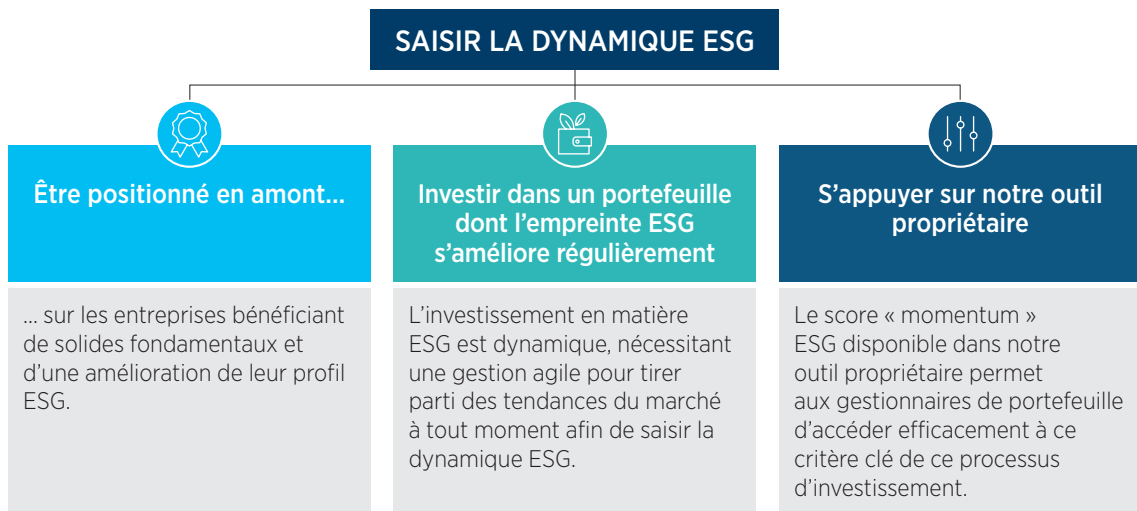 SAISIR LA DYNAMIQUE ESG
Être positionné en amont...
... sur les entreprises bénéficiant
de solides fondamentaux et
d’une amélioration de leur profil
ESG.
Investir dans un portefeuille
dont l’empreinte ESG
s’améliore régulièrement
L’investissement en matière
ESG est dynamique, nécessitant
une gestion agile pour tirer
parti des tendances du marché
à tout moment afin de saisir la
dynamique ESG.
S’appuyer sur notre outil
propriétaire
Le score « momentum »
ESG disponible dans notre
outil propriétaire permet
aux gestionnaires de portefeuille
d’accéder efficacement à ce
critère clé de ce processus
d’investissement.